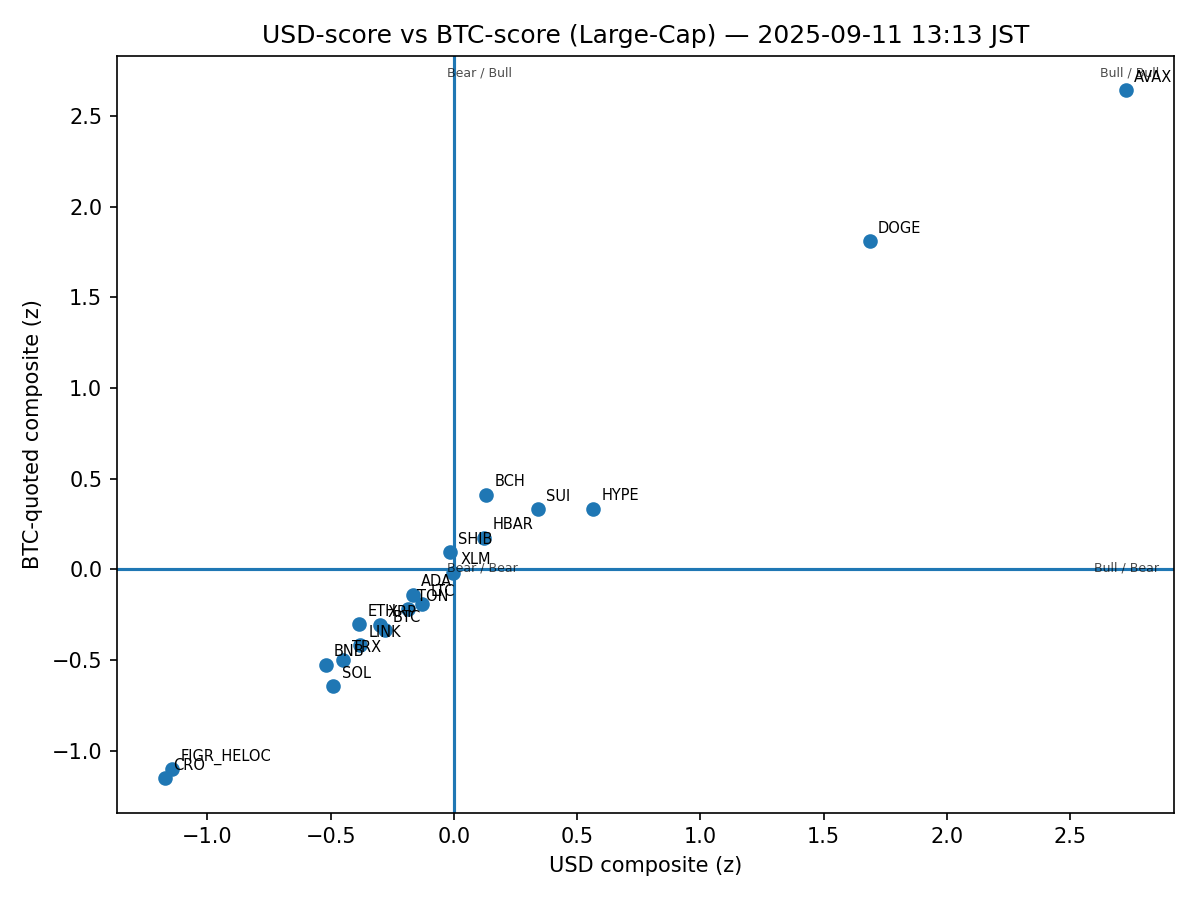 USD-score vs BTC-score (Large-Cap) — 2025-09-11 13:13 JST
Bear / Bull
Bull / Bull
AVAX
2.5
2.0
DOGE
1.5
1.0
0.5
BCH
SUI
HYPE
HBAR
SHIB
XLM
0.0
Bear / Bear
Bull / Bear
ADA
TON
LTC
ETH
XRP
BTC
LINK
TRX
−0.5
BNB
SOL
−1.0
FIGR_HELOC
CRO
BTC-quoted composite (z)
−1.0
−0.5
0.0
0.5
1.0
1.5
2.0
2.5
USD composite (z)